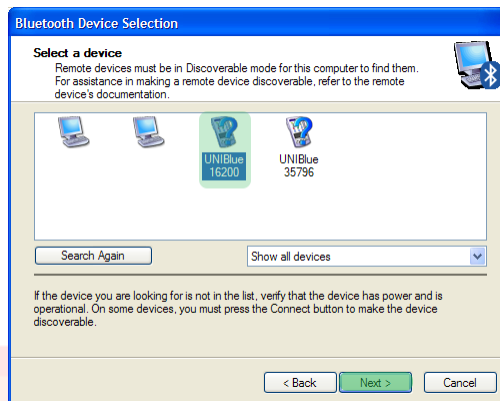 Bluetooth Device Selection
Select a device
Remote devices must be in Discoverable mode for this computer to find them.
For assistance in making a remote device discoverable, refer to the remote
device's documentation.
UNIBlue
16200
UNIBlue
35796
Search Again
Show all devices
If the device you are looking for is not in the list, verify that the device has power and is
operational. On some devices, you must press the Connect button to make the device
discoverable.
< Back
Next >
Cancel